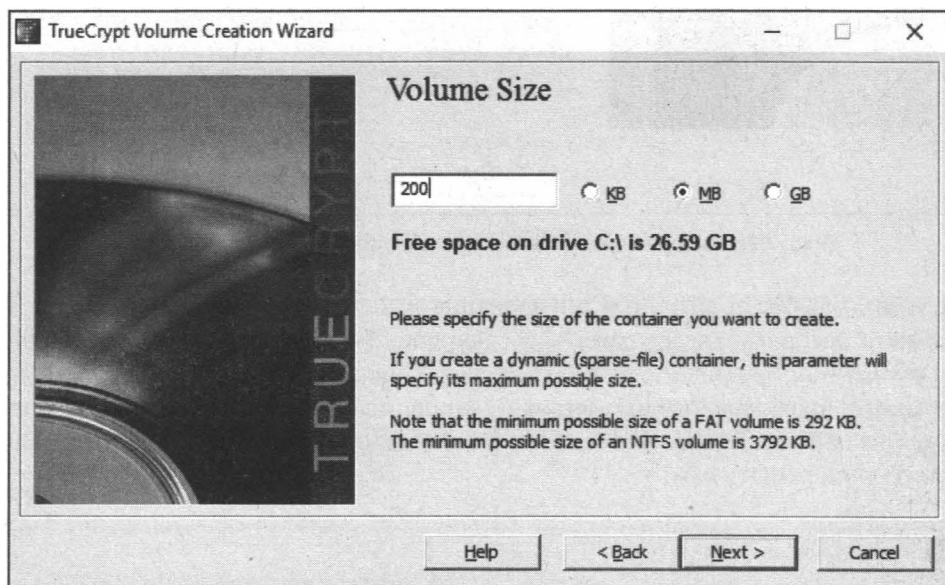 TrueCrypt Volume Creation Wizard
TRUECRYPT
Volume Size
200
KB
MB
GB
Free space on drive C:\ is 26.59 GB
Please specify the size of the container you want to create.
If you create a dynamic (sparse-file) container, this parameter will
specify its maximum possible size.
Note that the minimum possible size of a FAT volume is 292 KB.
The minimum possible size of an NTFS volume is 3792 KB.
Help
< Back
Next >
Cancel